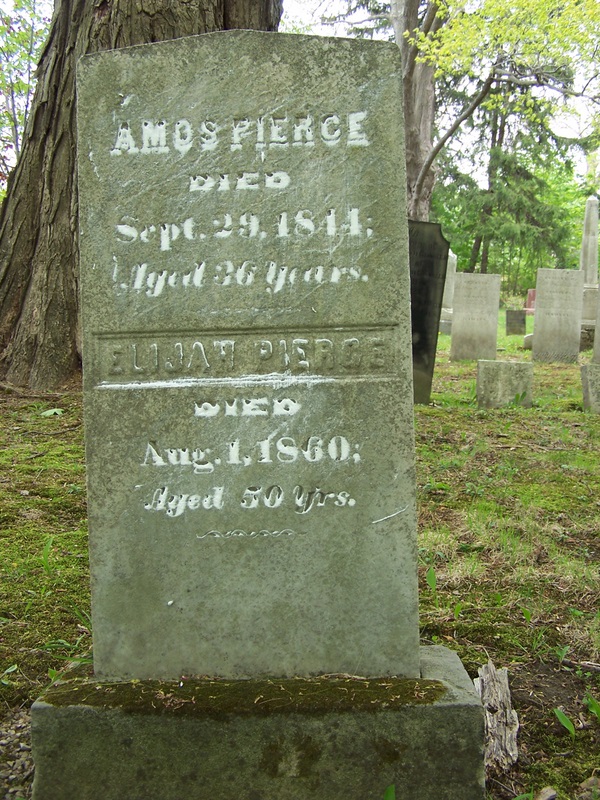 AMOS PIERCE
DIED
Sept. 29, 1844;
Aged 36 Years.
ELIJAH PIERCE
DIED
Aug. 1, 1860;
Aged 50 Yrs.